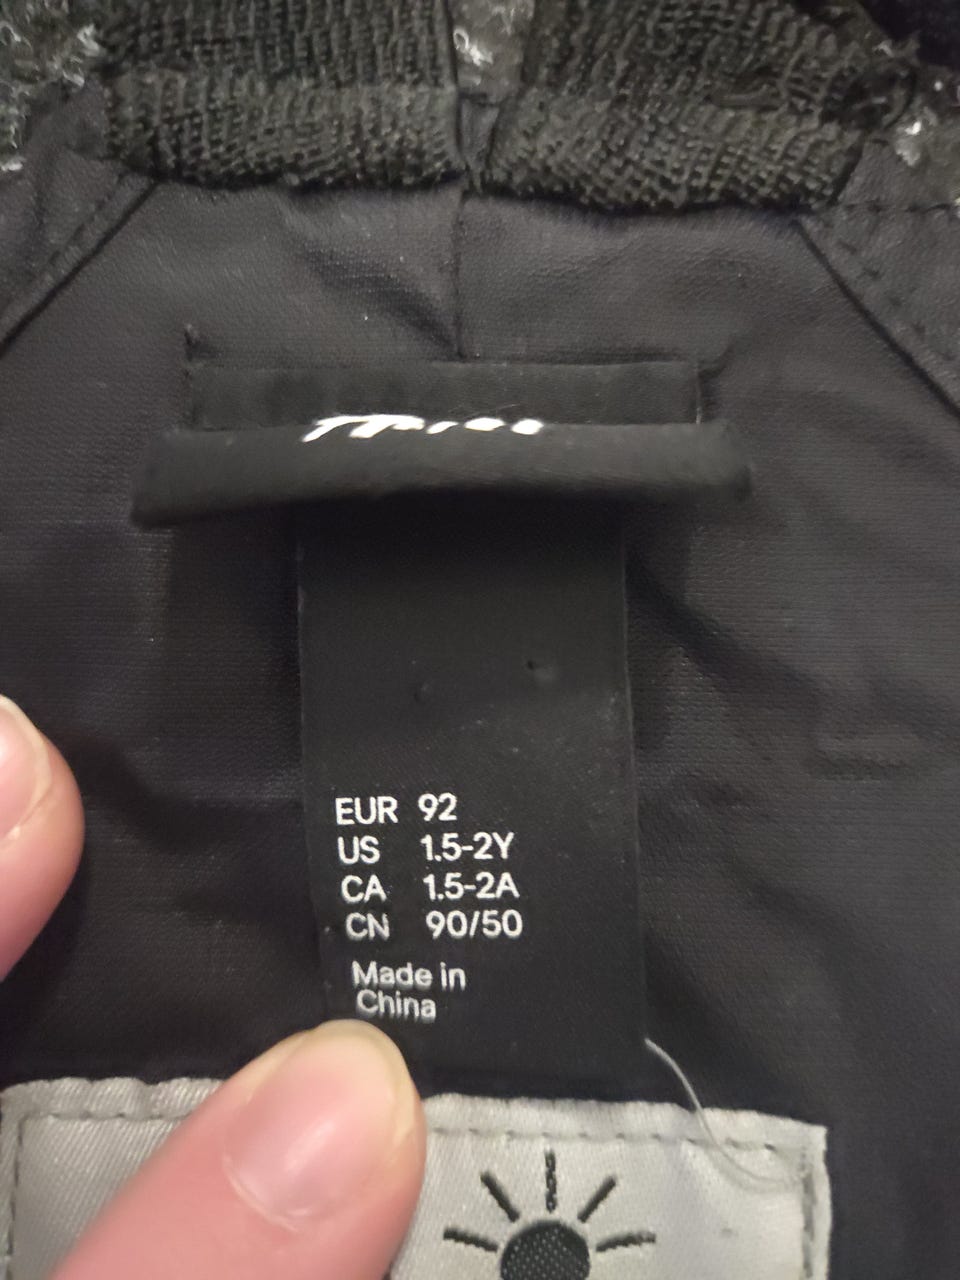 EUR 92
US 1.5-2Y
CA 1.5-2A
CN 90/50
Made in
China